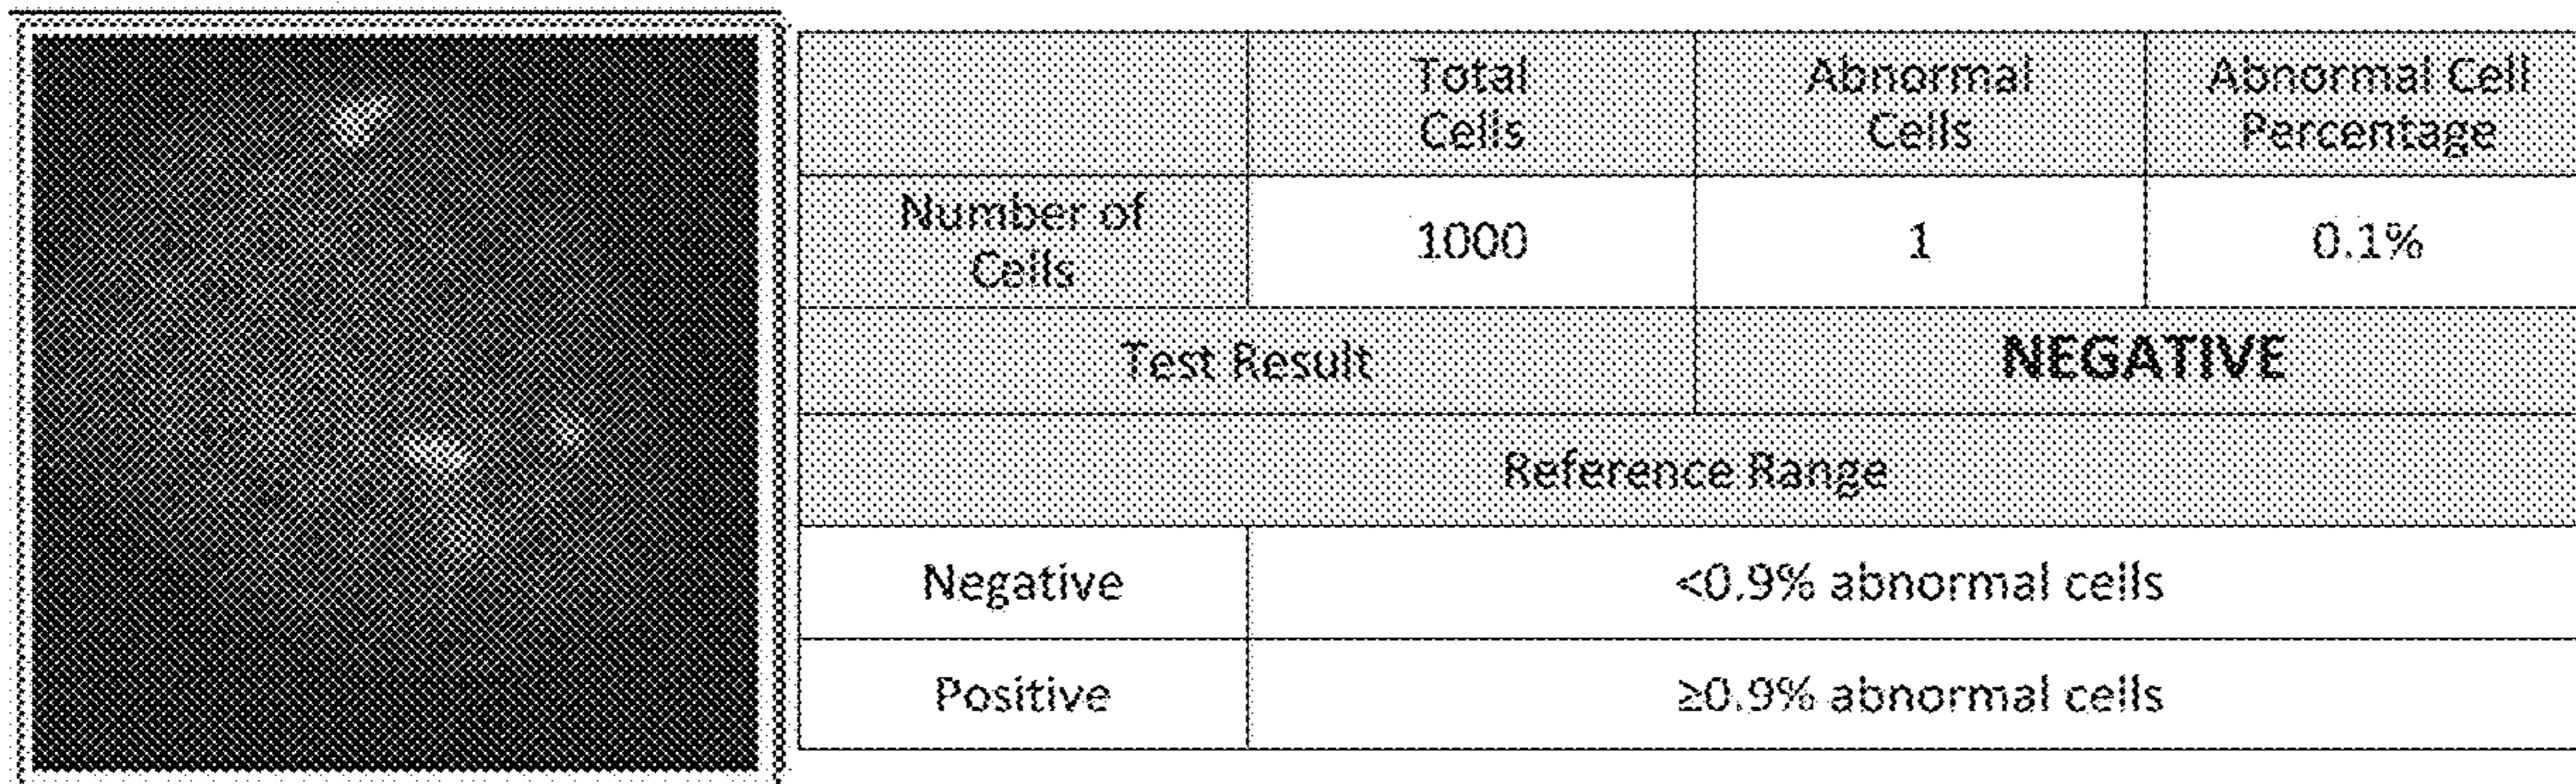 Total Cells
Abnormal Cells
Abnormal Cell Percentage
Number of Cells
1000
1
0.1%
Test Result
NEGATIVE
Reference Range
Negative
<0.9% abnormal cells
Positive
≥0.9% abnormal cells